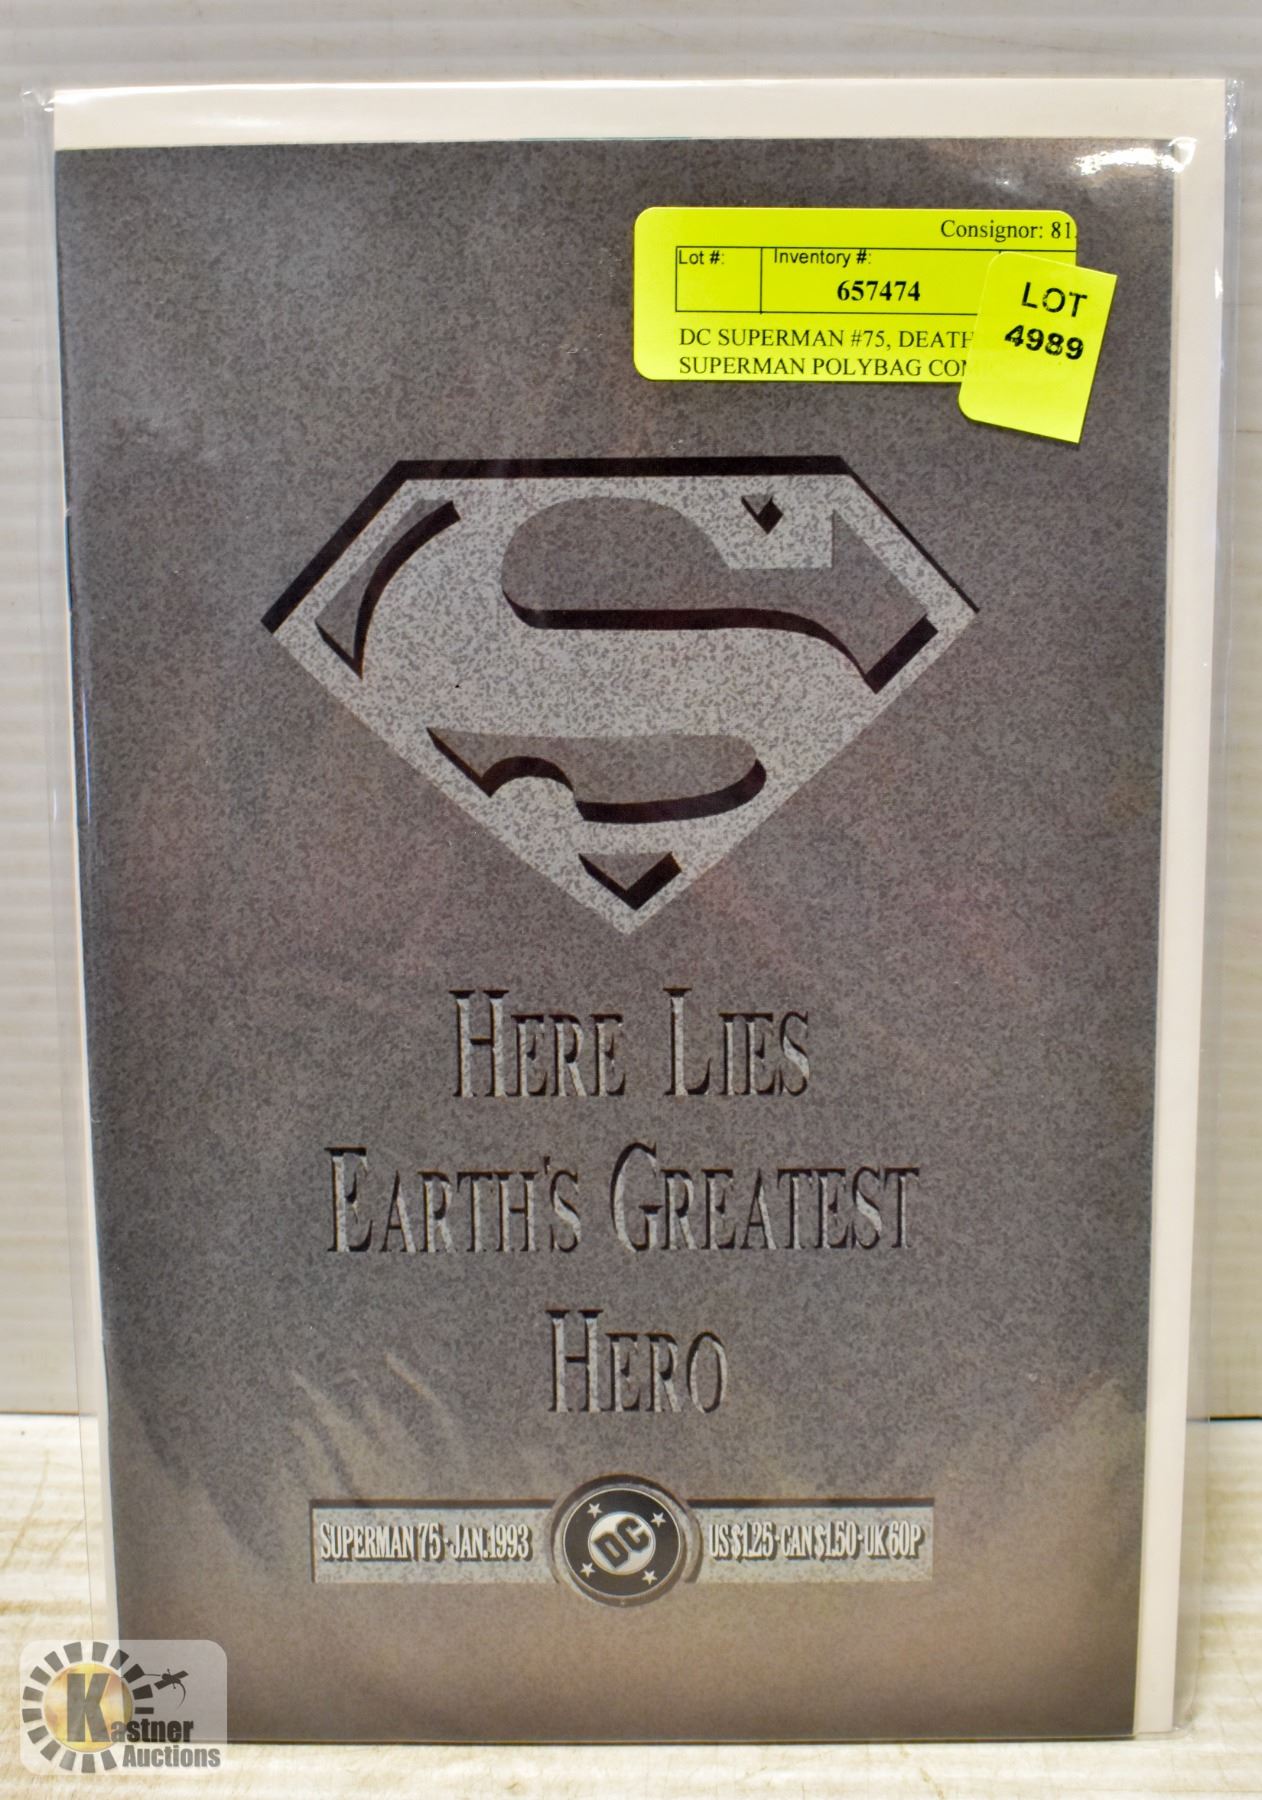 Consignor: 81
Lot #:
Inventory #:
657474
DC SUPERMAN #75, DEATH
SUPERMAN POLYBAG
LOT
4989
S
HERE LIES
EARTH'S GREATEST
HERO
SUPERMAN 75 · JAN. 1993
DC
US $1.25 · CAN $1.50 · UK 60P
Kastner
Auctions